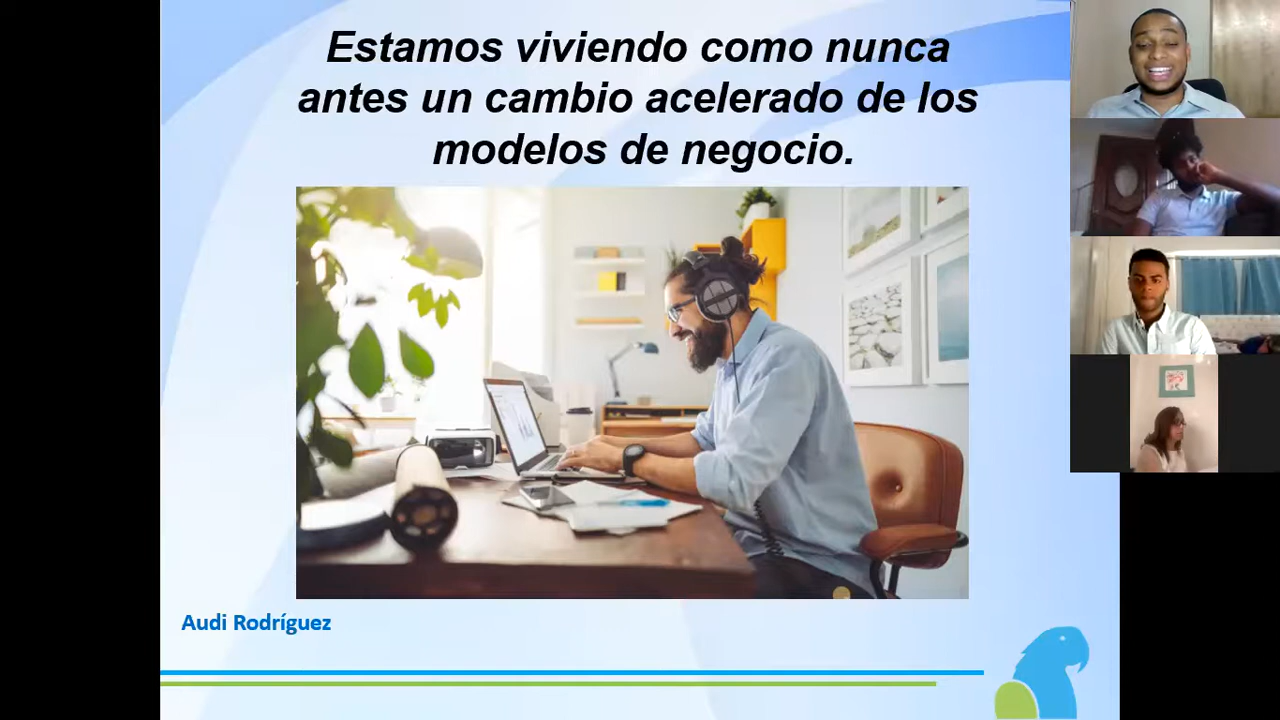 Estamos viviendo como nunca
antes un cambio acelerado de los
modelos de negocio.
Audi Rodríguez